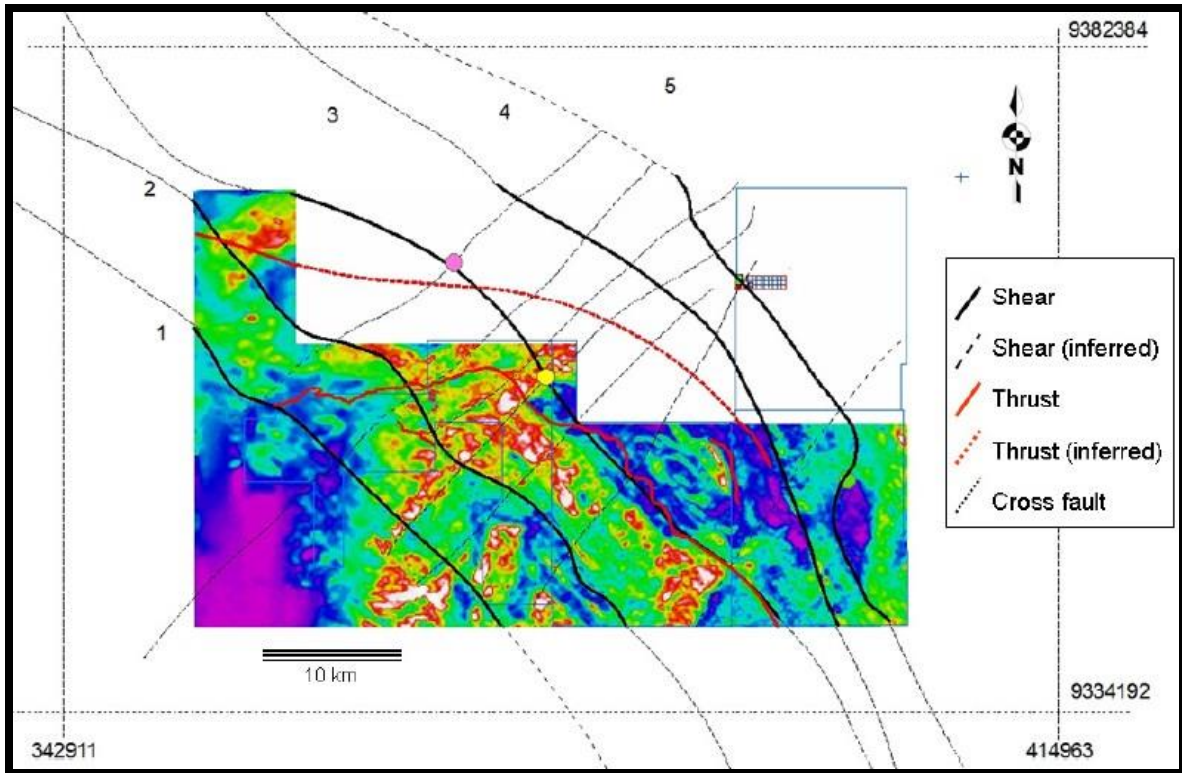 9382384
5
4
3
N
2
1
Shear
Shear (inferred)
Thrust
Thrust (inferred)
Cross fault
10 km
9334192
342911
414963